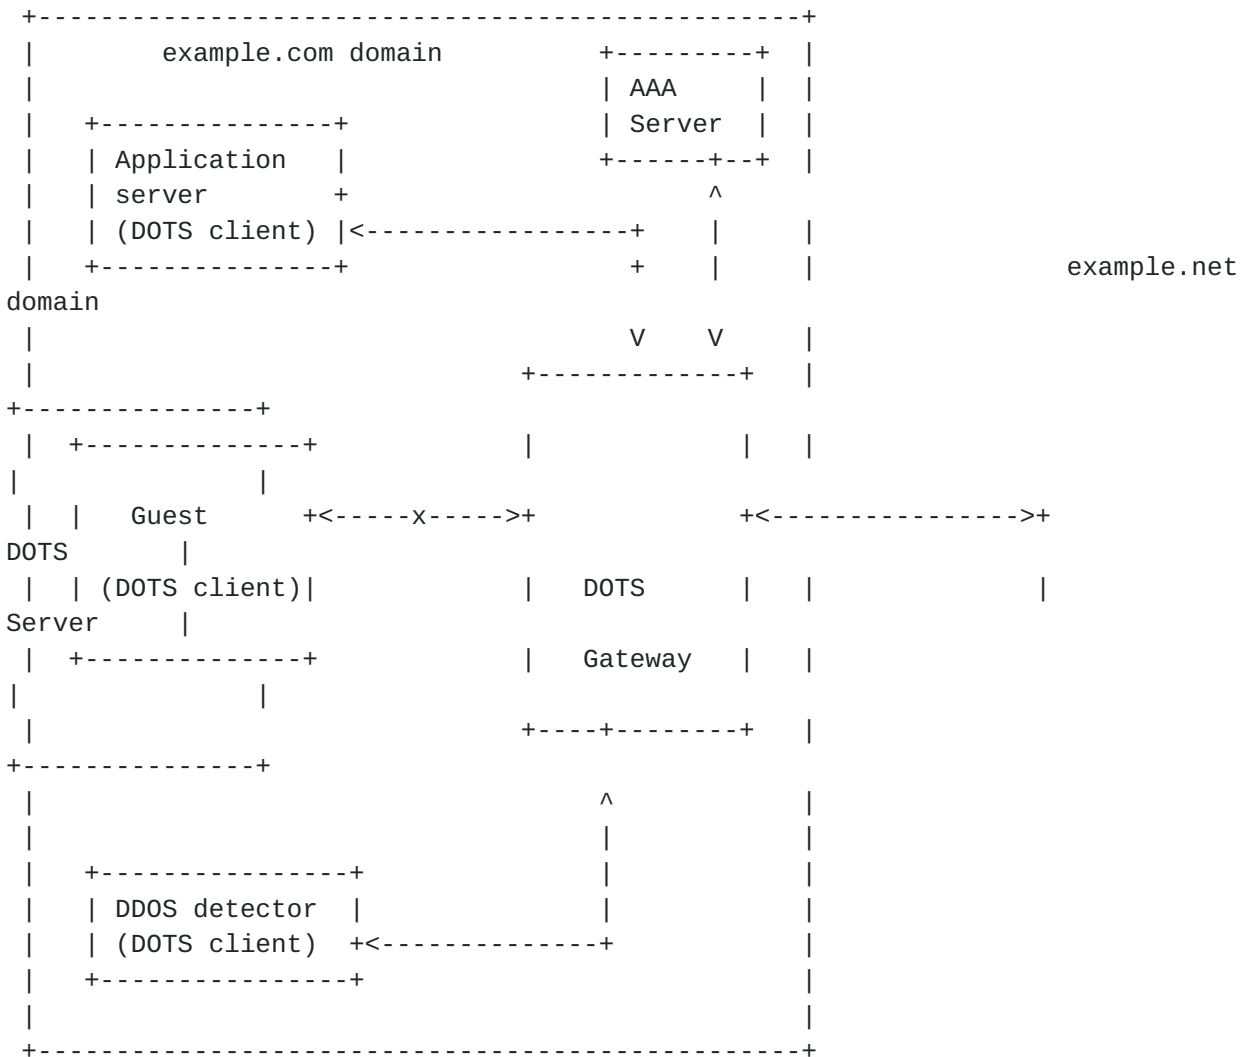 +-------------------------------------------------+
|        example.com domain          +---------+  |
|                                    | AAA     |  |
|   +---------------+                | Server  |  |
|   | Application   |                +------+--+  |
|   | server        +                       ^
|   | (DOTS client) |<-----------------+    |     |
|   +---------------+                  +    |     |                example.net
domain
|                                      V    V     |
|                               +-------------+   |
+---------------+
|  +--------------+             |             |   |
|               |
|  |   Guest      +<-----x----->+             +<---------------->+
DOTS       |
|  | (DOTS client)|             |   DOTS      |   |              |
Server     |
|  +--------------+             |   Gateway   |   |
|               |
|                               +----+--------+   |
+---------------+
|                                    ^            |
|                                    |            |
|   +----------------+               |            |
|   | DDOS detector  |               |            |
|   | (DOTS client)  +<--------------+            |
|   +----------------+                            |
|                                                 |
+-------------------------------------------------+